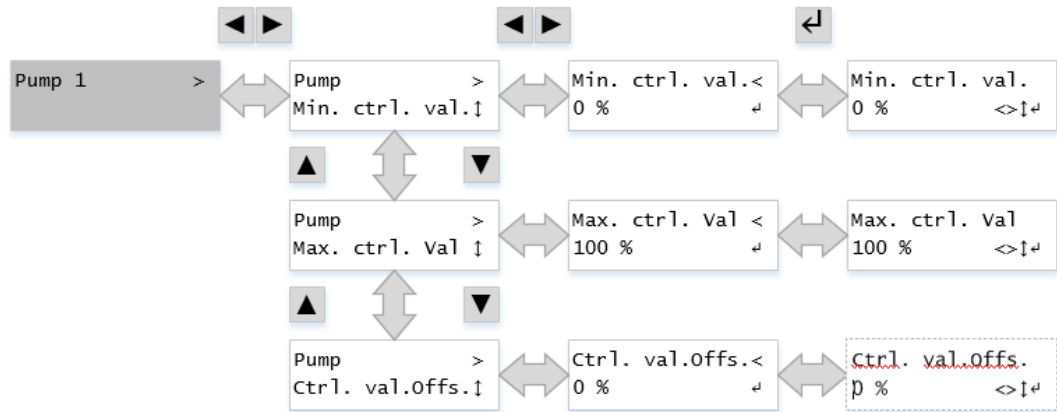 ◀ ▶ ◀ ▶ ↲
Pump 1 >
Pump >
Min. ctrl. val.↕
Min. ctrl. val.<
0 % ↵
Min. ctrl. val.
0 % <>↕↵
▲ ▼
Pump >
Max. ctrl. Val ↕
Max. ctrl. Val <
100 % ↵
Max. ctrl. Val
100 % <>↕↵
▲ ▼
Pump >
Ctrl. val.Offs.↕
Ctrl. val.Offs.<
0 % ↵
Ctrl. val.Offs.
0 % <>↕↵